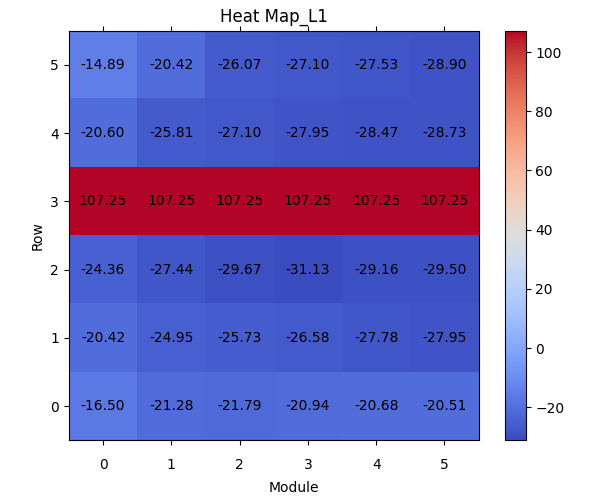 Heat Map_L1
5 -14.89 -20.42 -26.07 -27.10 -27.53 -28.90
4 -20.60 -25.81 -27.10 -27.95 -28.47 -28.73
3 107.25 107.25 107.25 107.25 107.25 107.25
2 -24.36 -27.44 -29.67 -31.13 -29.16 -29.50
1 -20.42 -24.95 -25.73 -26.58 -27.78 -27.95
0 -16.50 -21.28 -21.79 -20.94 -20.68 -20.51
0 1 2 3 4 5
Module
Row
100
80
60
40
20
0
−20